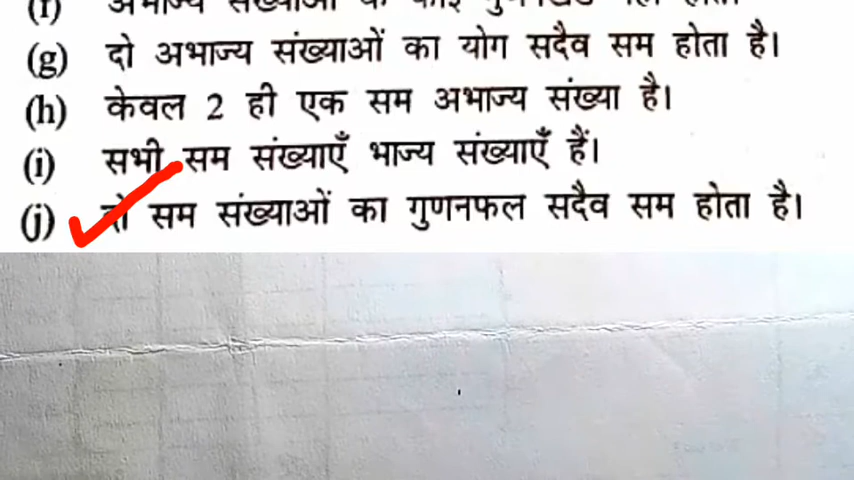 (g) दो अभाज्य संख्याओं का योग सदैव सम होता है।
(h) केवल 2 ही एक सम अभाज्य संख्या है।
(i) सभी सम संख्याएँ भाज्य संख्याएँ हैं।
(j) दो सम संख्याओं का गुणनफल सदैव सम होता है।